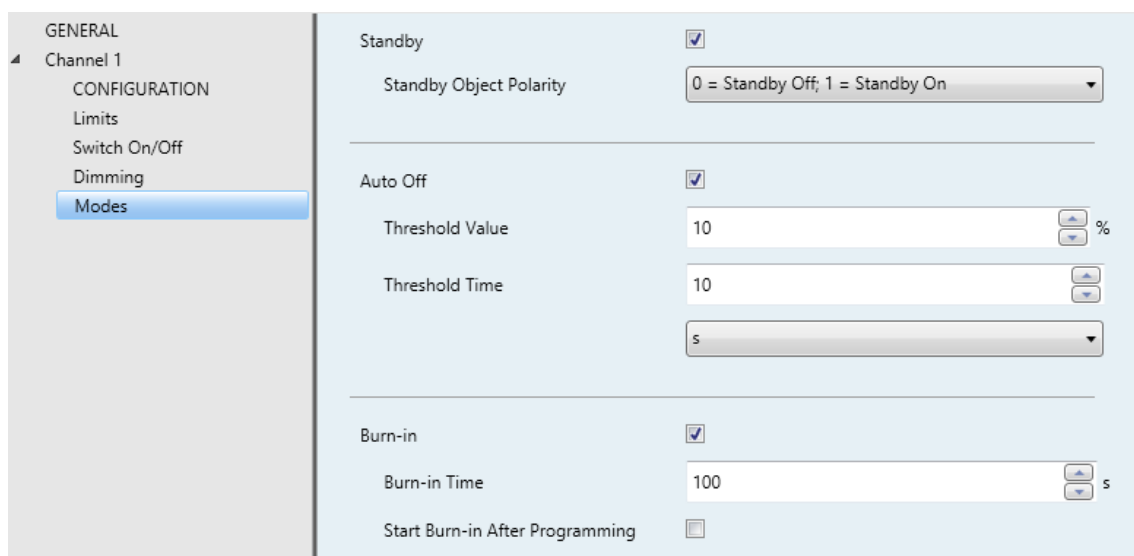 GENERAL
Channel 1
CONFIGURATION
Limits
Switch On/Off
Dimming
Modes
Standby
Standby Object Polarity 0 = Standby Off; 1 = Standby On
Auto Off
Threshold Value 10 %
Threshold Time 10
s
Burn-in
Burn-in Time 100 s
Start Burn-in After Programming